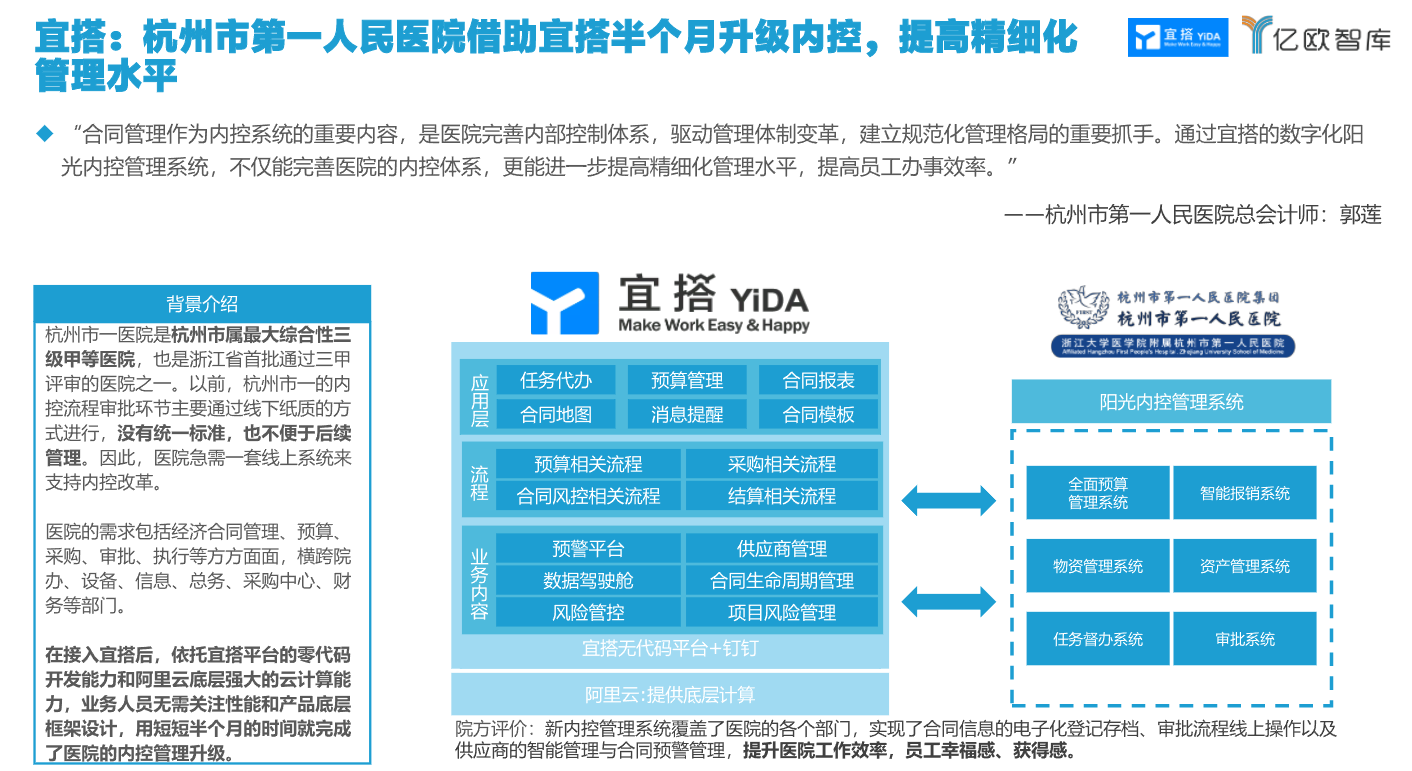 宜搭：杭州市第一人民医院借助宜搭半个月升级内控，提高精细化
管理水平
宜搭 YiDA
Make Work Easy & Happy
亿欧智库
“合同管理作为内控系统的重要内容，是医院完善内部控制体系，驱动管理体制变革，建立规范化管理格局的重要抓手。通过宜搭的数字化阳
光内控管理系统，不仅能完善医院的内控体系，更能进一步提高精细化管理水平，提高员工办事效率。”
——杭州市第一人民医院总会计师：郭莲
背景介绍
杭州市一医院是杭州市属最大综合性三
级甲等医院，也是浙江省首批通过三甲
评审的医院之一。以前，杭州市一的内
控流程审批环节主要通过线下纸质的方
式进行，没有统一标准，也不便于后续
管理。因此，医院急需一套线上系统来
支持内控改革。
医院的需求包括经济合同管理、预算、
采购、审批、执行等方方面面，横跨院
办、设备、信息、总务、采购中心、财
务等部门。
在接入宜搭后，依托宜搭平台的零代码
开发能力和阿里云底层强大的云计算能
力，业务人员无需关注性能和产品底层
框架设计，用短短半个月的时间就完成
了医院的内控管理升级。
宜搭 YiDA
Make Work Easy & Happy
应用层
任务代办 预算管理 合同报表
合同地图 消息提醒 合同模板
流程
预算相关流程 采购相关流程
合同风控相关流程 结算相关流程
业务内容
预警平台 供应商管理
数据驾驶舱 合同生命周期管理
风险管控 项目风险管理
宜搭无代码平台+钉钉
阿里云:提供底层计算
FIRST
杭州市第一人民医院集团
杭州市第一人民医院
浙江大学医学院附属杭州市第一人民医院
Affiliated Hangzhou First People's Hospital, Zhejiang University School of Medicine
阳光内控管理系统
全面预算
管理系统
智能报销系统
物资管理系统 资产管理系统
任务督办系统 审批系统
院方评价：新内控管理系统覆盖了医院的各个部门，实现了合同信息的电子化登记存档、审批流程线上操作以及
供应商的智能管理与合同预警管理，提升医院工作效率，员工幸福感、获得感。